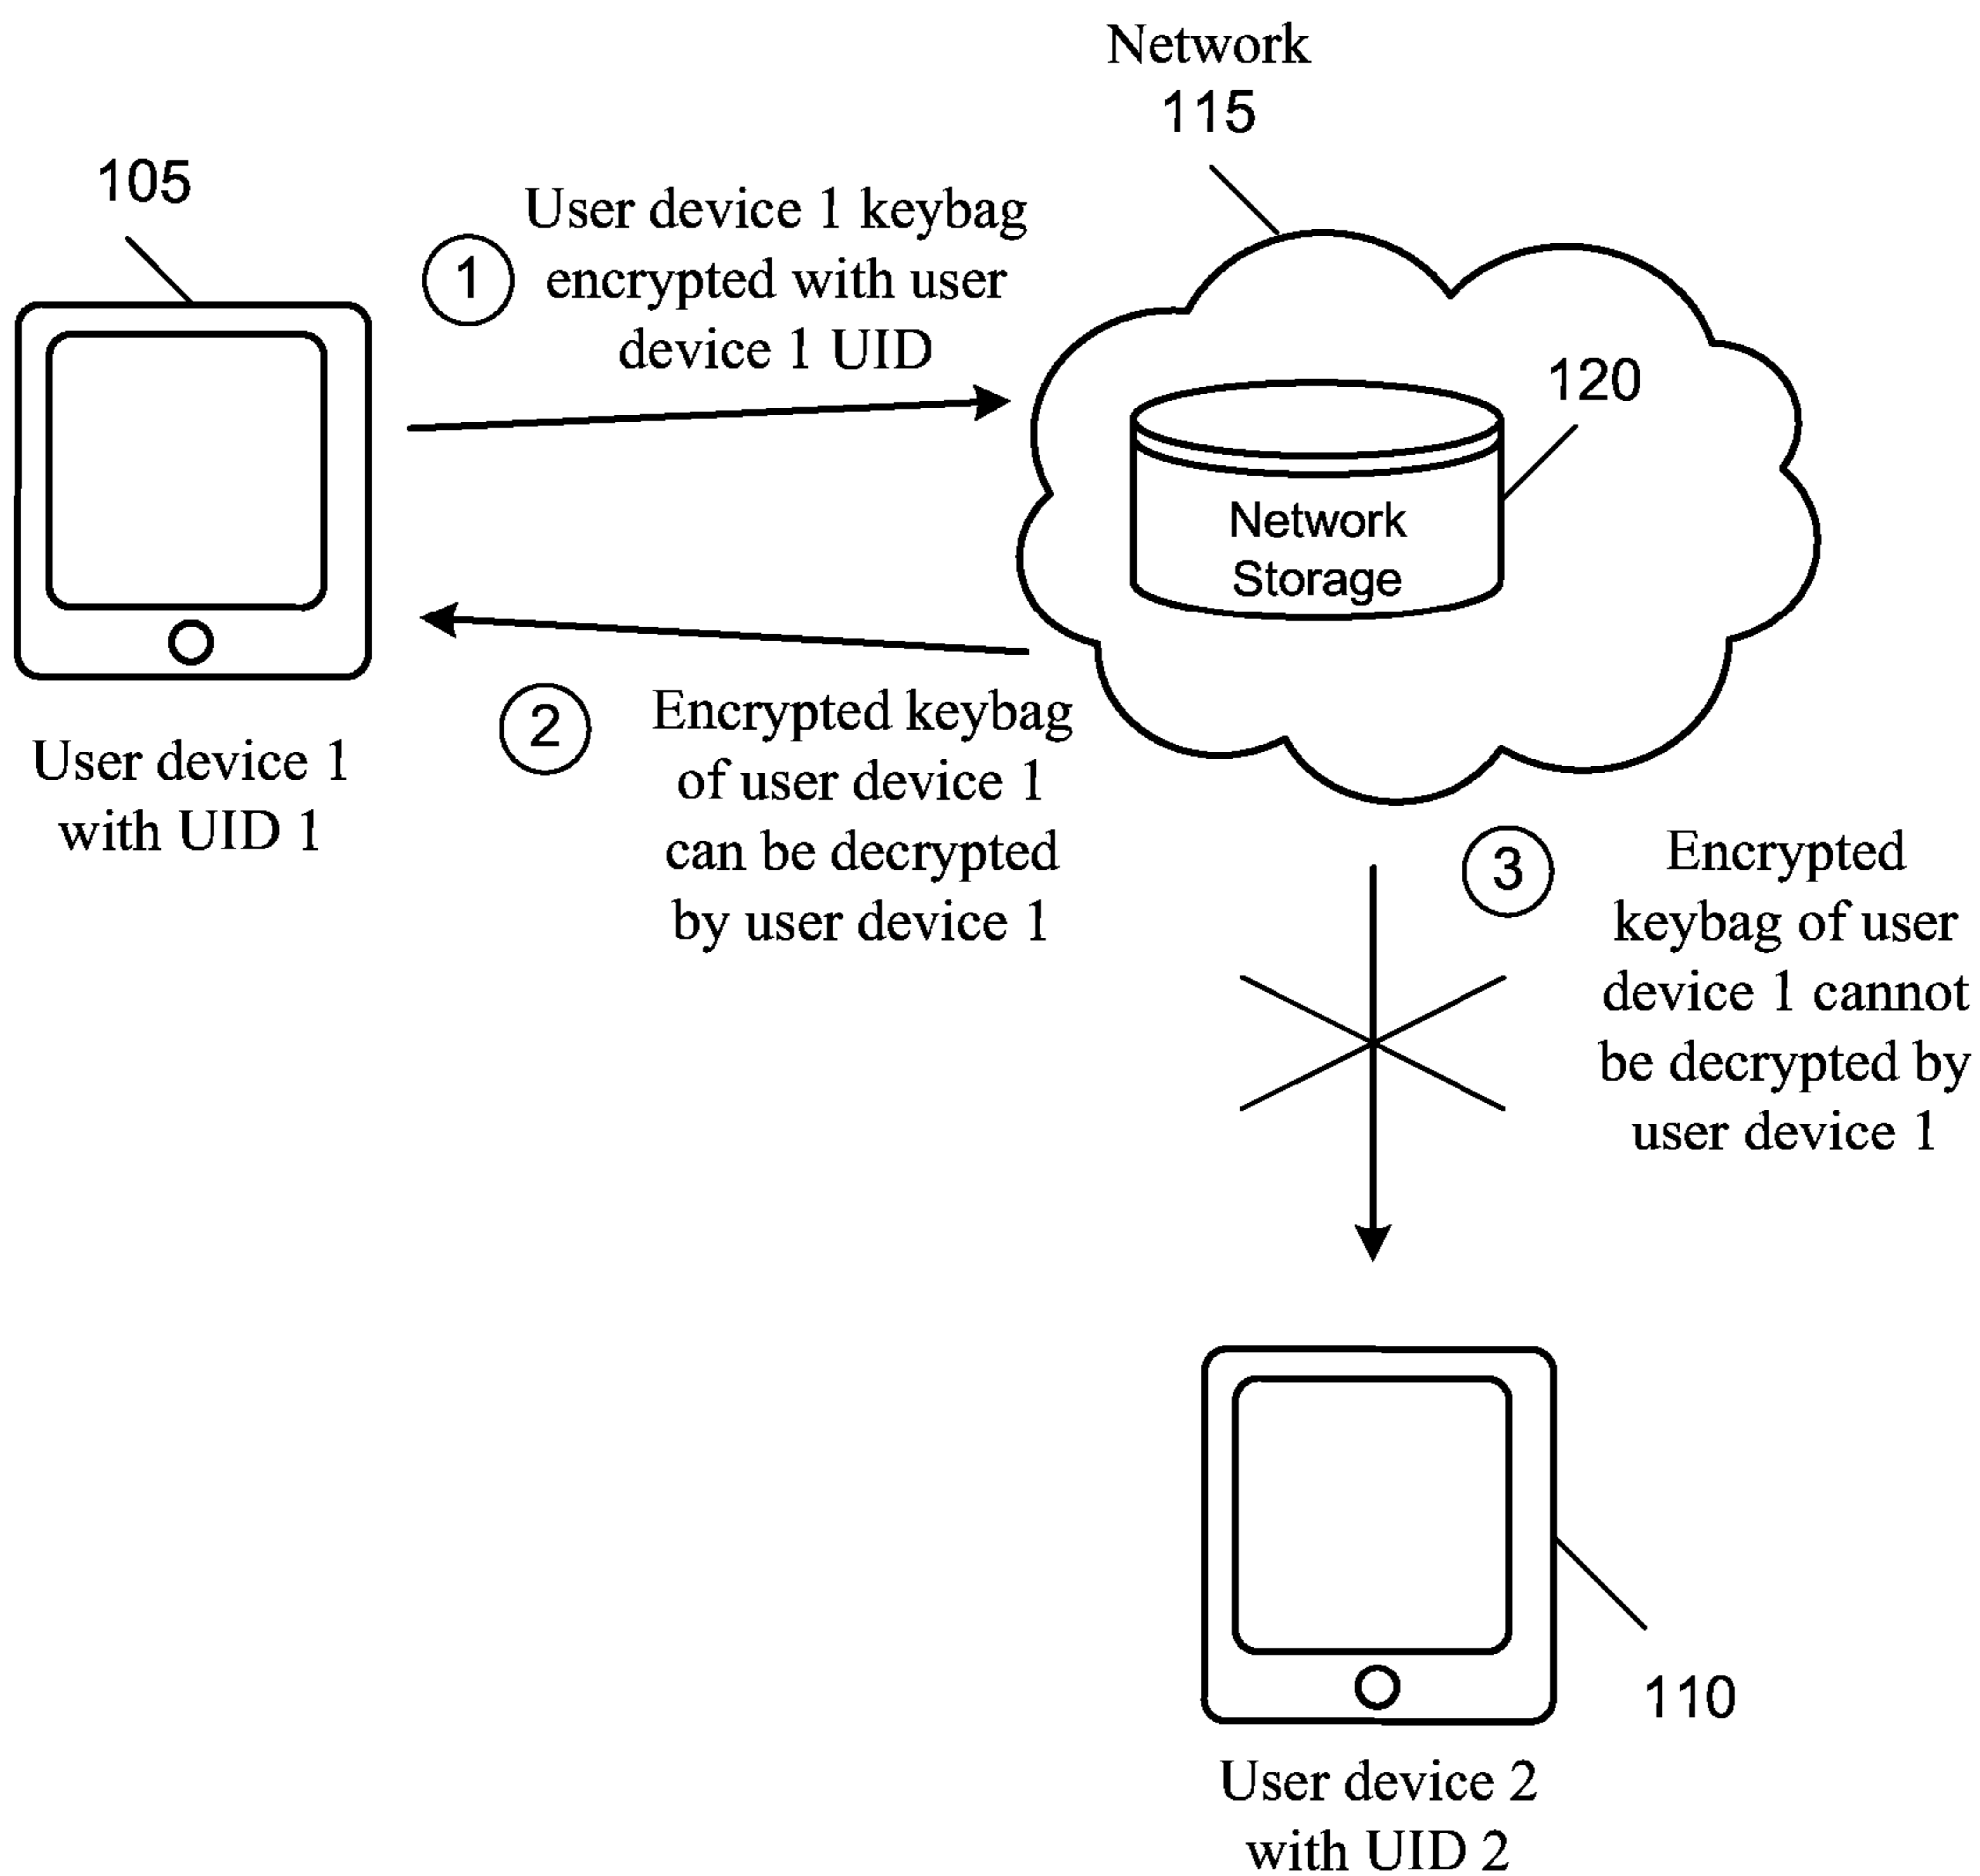 Network
115
105
1
User device 1 keybag
encrypted with user
device 1 UID
120
Network
Storage
User device 1
with UID 1
2
Encrypted keybag
of user device 1
can be decrypted
by user device 1
3
Encrypted
keybag of user
device 1 cannot
be decrypted by
user device 1
110
User device 2
with UID 2